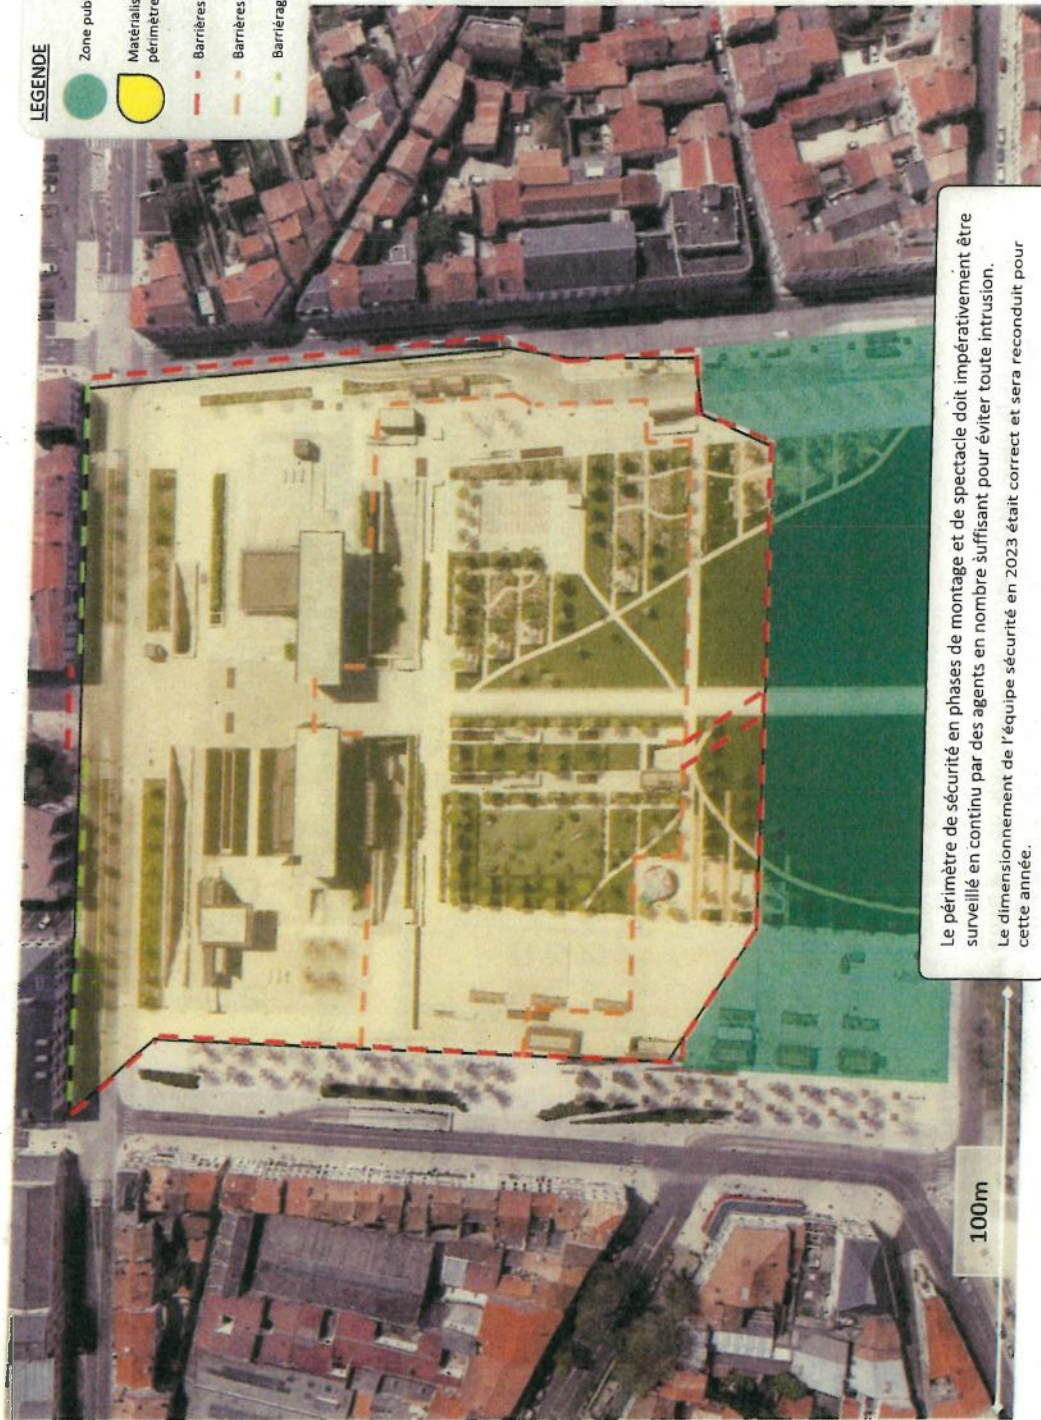 LEGENDE
Zone pub
Matérialis
périmètre
Barrières
Barrières
Barriérag
Le périmètre de sécurité en phases de montage et de spectacle doit impérativement être
surveillé en continu par des agents en nombre suffisant pour éviter toute intrusion.
Le dimensionnement de l'équipe sécurité en 2023 était correct et sera reconduit pour
cette année.
100m